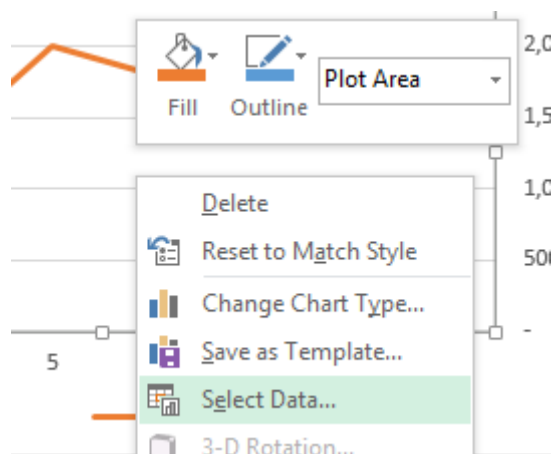 2,0
Fill Outline Plot Area
1,5
1,0
Delete
Reset to Match Style
500
Change Chart Type...
-
Save as Template...
5
Select Data...
3-D Rotation...